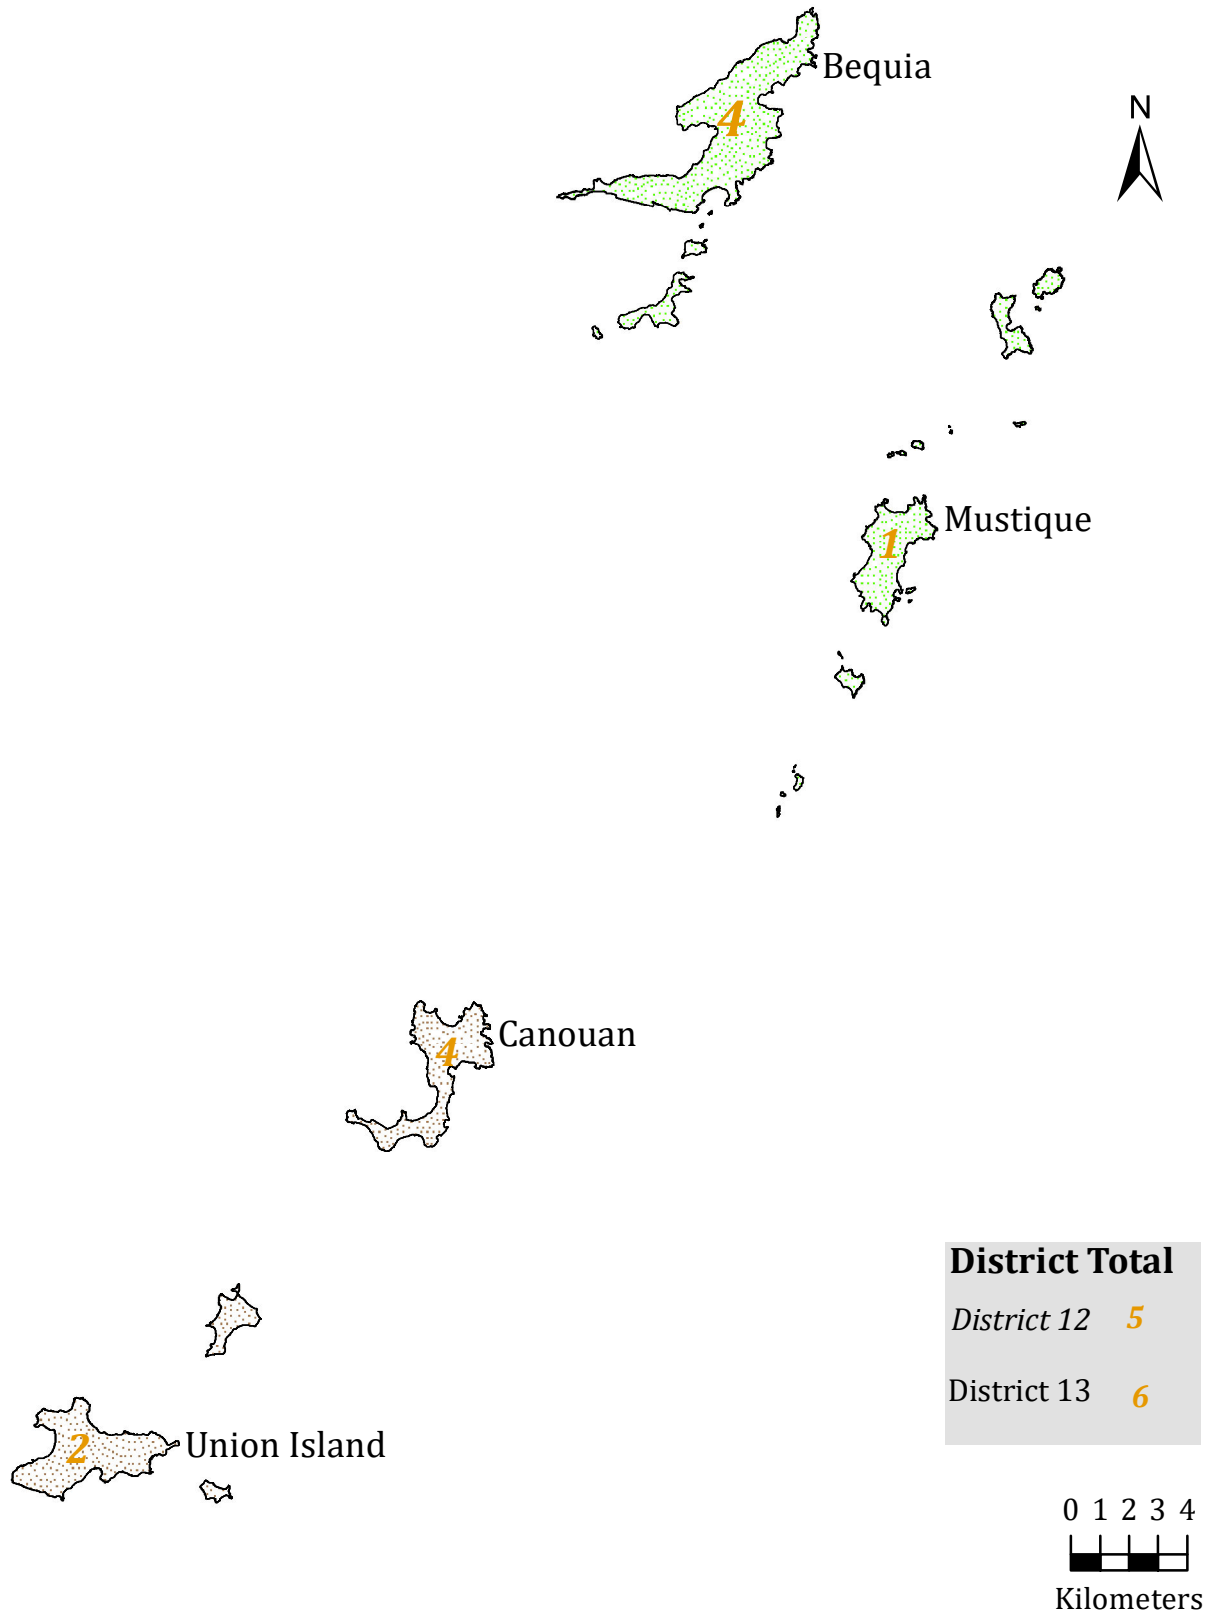 Bequia
4
N
Mustique
1
Canouan
4
District Total
District 12 5
District 13 6
Union Island
2
0 1 2 3 4
Kilometers